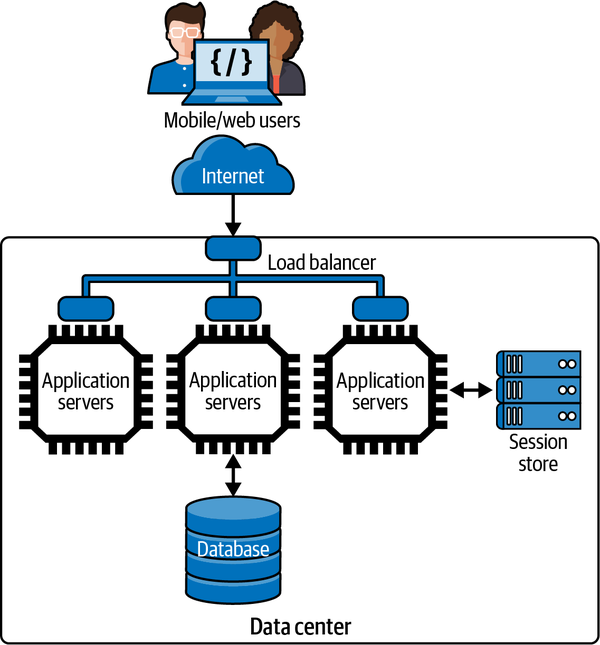 {/}
Mobile/web users
Internet
Load balancer
Application
servers
Application
servers
Application
servers
Session
store
Database
Data center